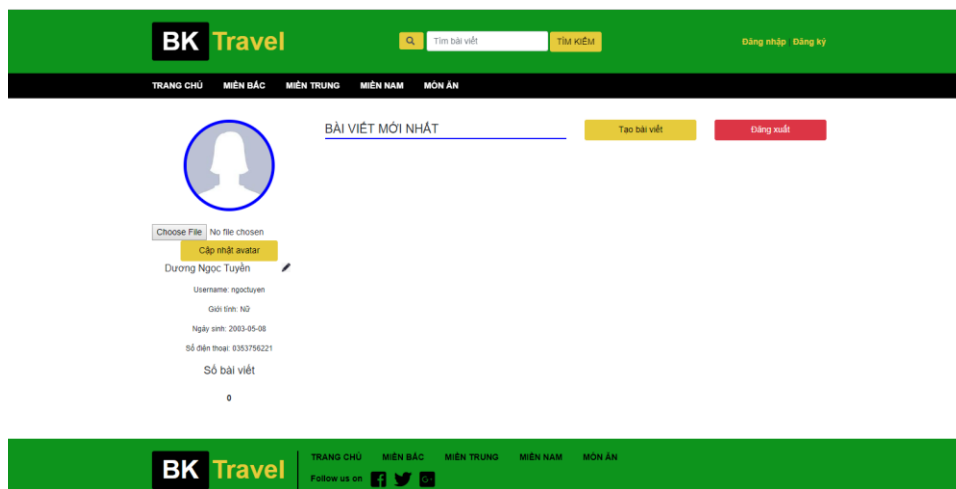 BK Travel
Tìm bài viết TÌM KIẾM
Đăng nhập Đăng ký
TRANG CHỦ MIỀN BẮC MIỀN TRUNG MIỀN NAM MÓN ĂN
BÀI VIẾT MỚI NHẤT
Tạo bài viết
Đăng xuất
Choose File No file chosen
Cập nhật avatar
Dương Ngọc Tuyền
Username: ngoctuyen
Giới tính: Nữ
Ngày sinh: 2003-05-08
Số điện thoại: 0353756221
Số bài viết
0
BK Travel
TRANG CHỦ MIỀN BẮC MIỀN TRUNG MIỀN NAM MÓN ĂN
Follow us on